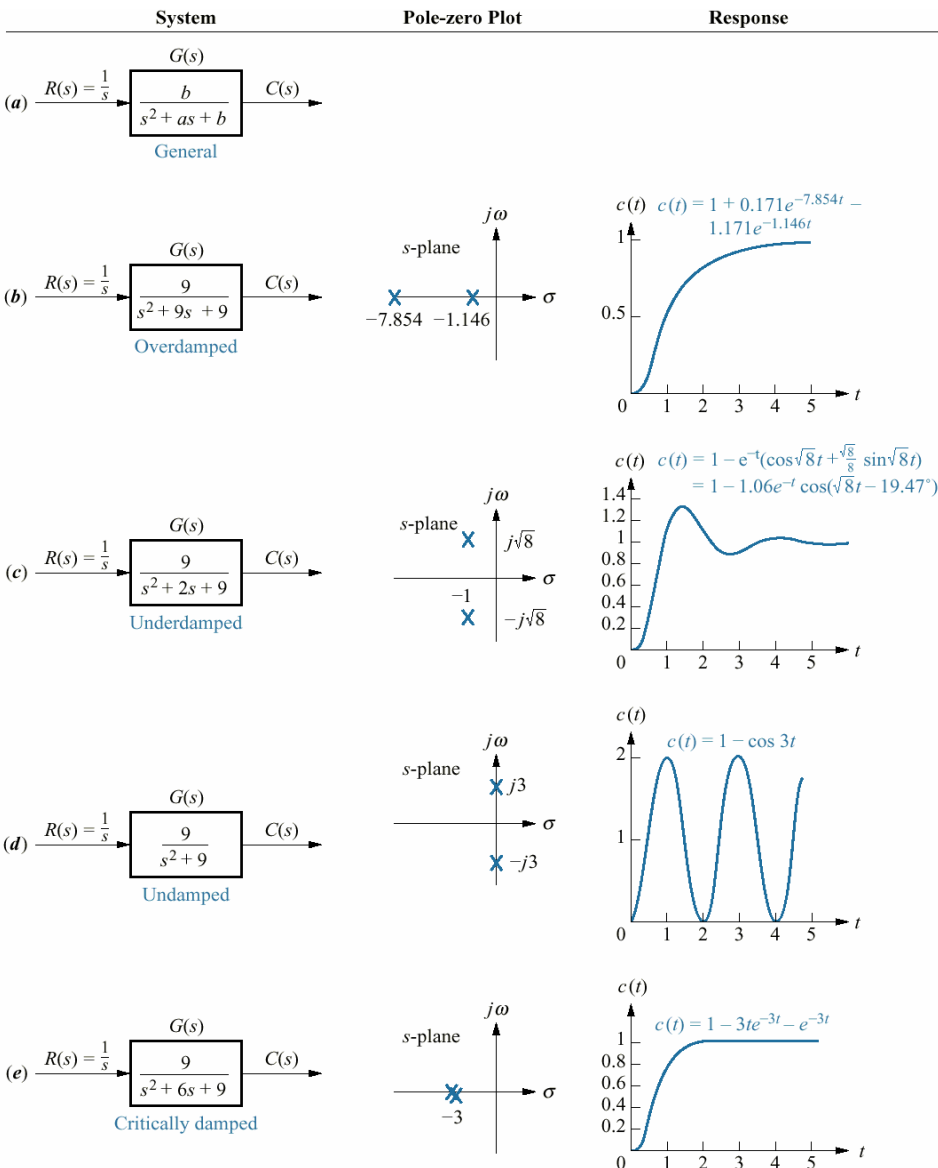 System Pole-zero Plot Response
G(s)
(a) R(s) = 1/s b/(s² + as + b) C(s)
General
c(t) c(t) = 1 + 0.171e^−7.854t −
1.171e^−1.146t
jω
1
s-plane
G(s)
(b) R(s) = 1/s 9/(s² + 9s + 9) C(s)
σ
−7.854 −1.146
0.5
Overdamped
0 1 2 3 4 5 t
c(t) c(t) = 1 − e^−t(cos√8t + √8/8 sin√8t)
= 1 − 1.06e^−t cos(√8t − 19.47°)
jω
1.4
s-plane
1.2
G(s)
j√8
1
(c) R(s) = 1/s 9/(s² + 2s + 9) C(s)
σ
0.8
0.6
−1
0.4
−j√8
Underdamped
0.2
0 1 2 3 4 5 t
c(t)
jω
c(t) = 1 − cos 3t
2
s-plane
j3
G(s)
σ
(d) R(s) = 1/s 9/(s² + 9) C(s)
1
−j3
Undamped
0 1 2 3 4 5 t
c(t)
jω
c(t) = 1 − 3te^−3t − e^−3t
G(s)
s-plane
1
0.8
(e) R(s) = 1/s 9/(s² + 6s + 9) C(s)
σ
0.6
−3
0.4
Critically damped
0.2
0 1 2 3 4 5 t